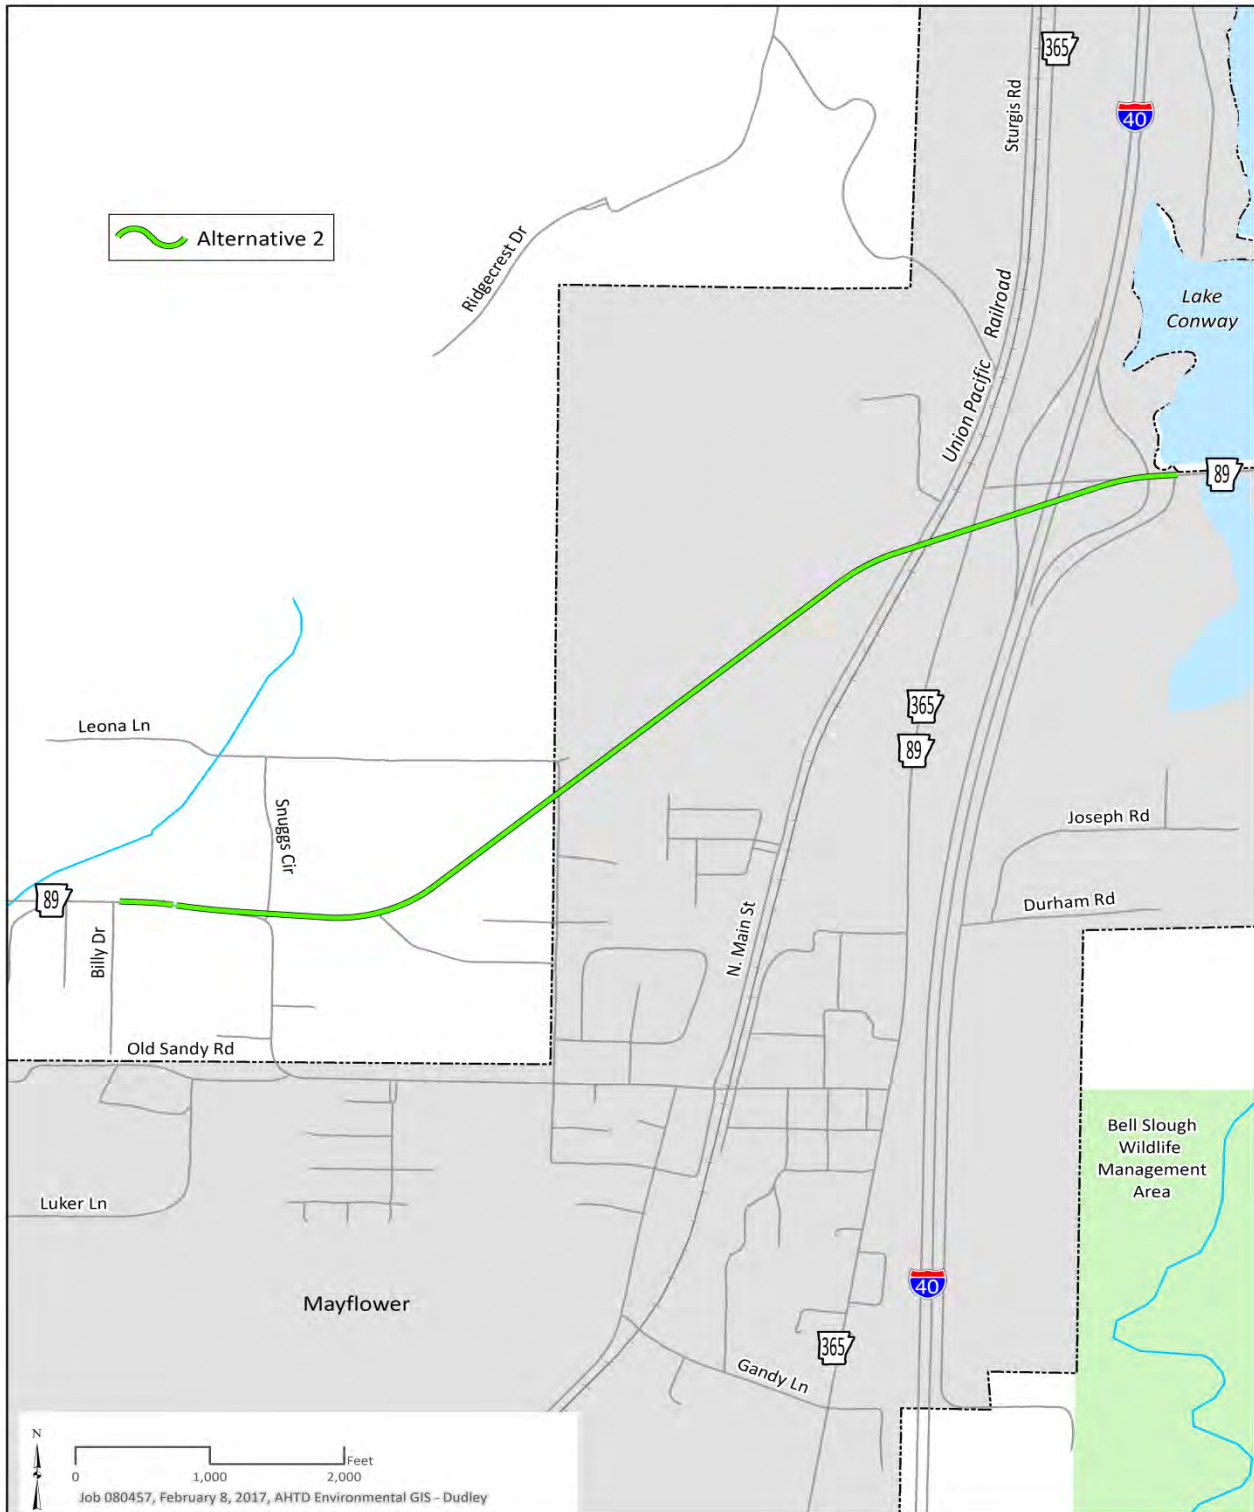 365
Sturgis Rd
40
Alternative 2
Ridgecrest Dr
Lake
Conway
Union Pacific Railroad
89
365
89
Leona Ln
Snuggs Cir
Joseph Rd
89
Durham Rd
Billy Dr
N. Main St
Old Sandy Rd
Bell Slough
Wildlife
Management
Area
Luker Ln
40
Mayflower
365
Gandy Ln
N
Feet
0 1,000 2,000
Job 080457, February 8, 2017, AHTD Environmental GIS - Dudley